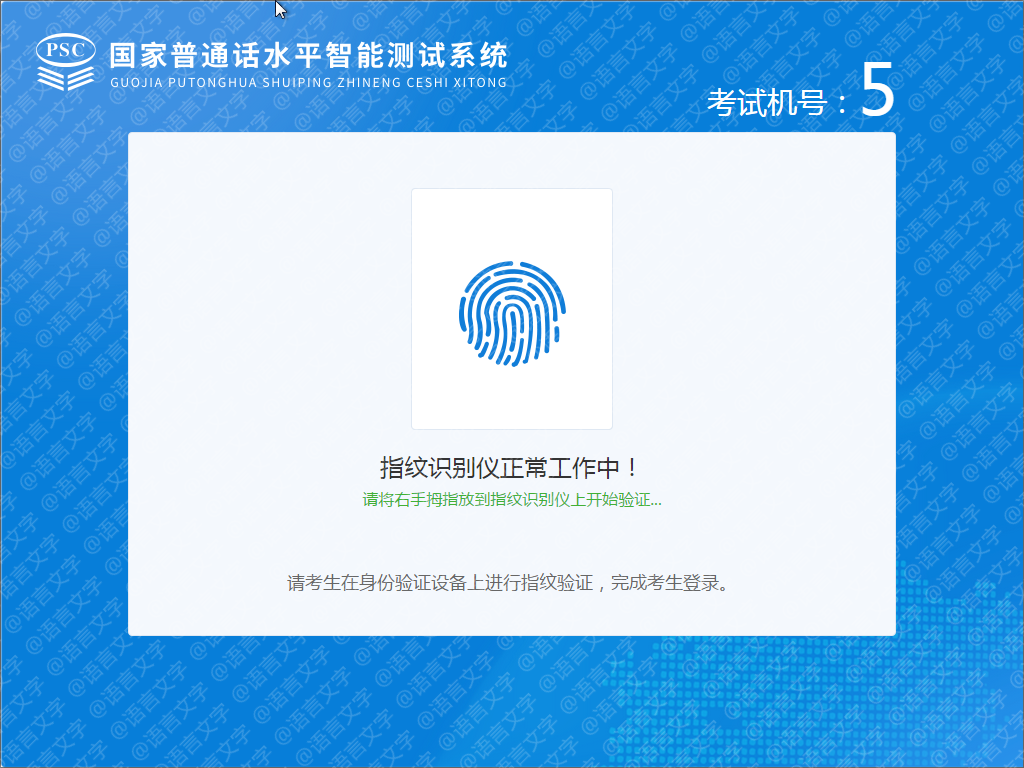 PSC
国家普通话水平智能测试系统
GUOJIA PUTONGHUA SHUIPING ZHINENG CESHI XITONG
考试机号：5
指纹识别仪正常工作中！
请将右手拇指放到指纹识别仪上开始验证...
请考生在身份验证设备上进行指纹验证，完成考生登录。
@语言文字